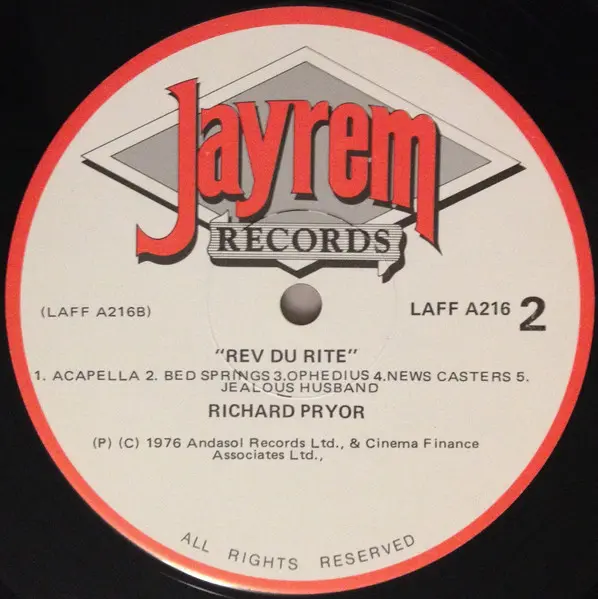 Jayrem
RECORDS
(LAFF A216B)
LAFF A216 2
"REV DU RITE"
1. ACAPELLA 2. BED SPRINGS 3.OPHEDIUS 4.NEWS CASTERS 5.
JEALOUS HUSBAND
RICHARD PRYOR
(P) (C) 1976 Andasol Records Ltd., & Cinema Finance
Associates Ltd.,
ALL RIGHTS RESERVED